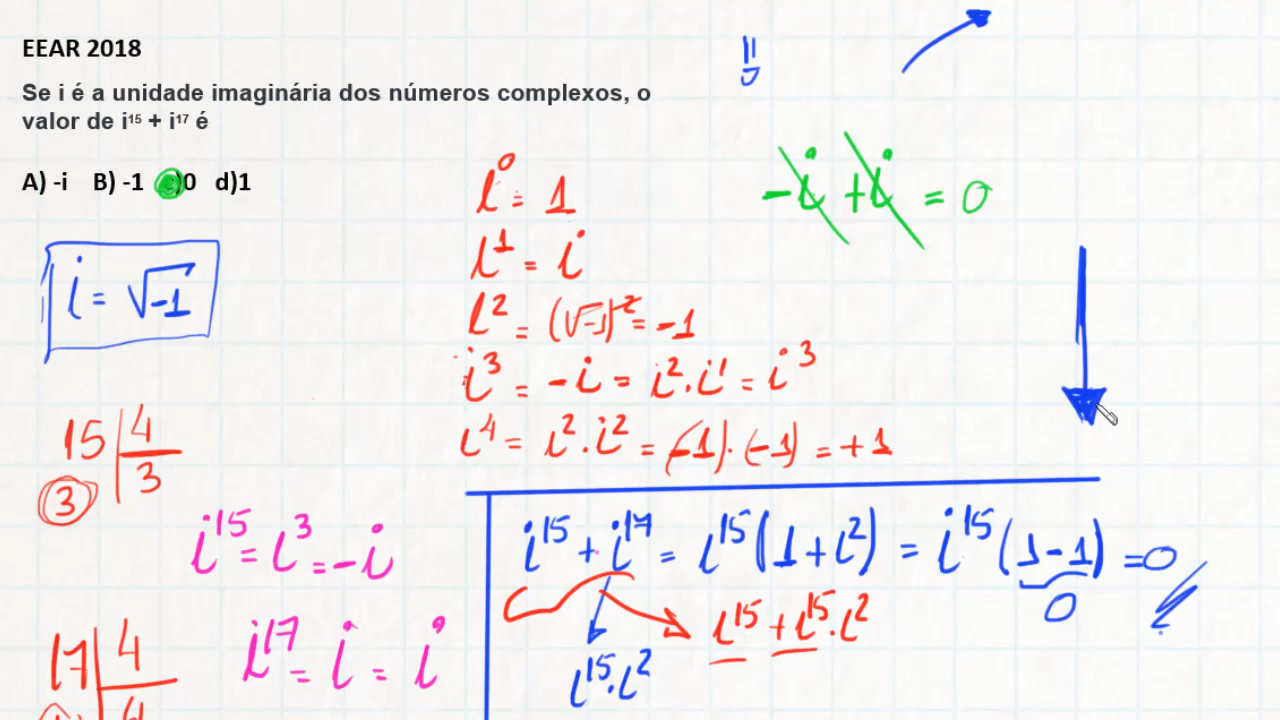 EEAR 2018
Se i é a unidade imaginária dos números complexos, o
valor de i¹⁵ + i¹⁷ é
A) -i B) -1 )0 d)1
i = √-1
i⁰ = 1
i¹ = i
i² = (√-1)² = -1
i³ = -i = i².i¹ = i³
i⁴ = i².i² = (-1).(-1) = +1
-i + i = 0
15 | 4
3 3
i¹⁵ = i³ = -i
17 | 4
4
i¹⁷ = i = i
i¹⁵ + i¹⁷ = i¹⁵(1+i²) = i¹⁵(1-1) = 0
0
i¹⁵ + i¹⁵.i²
i¹⁵.i²